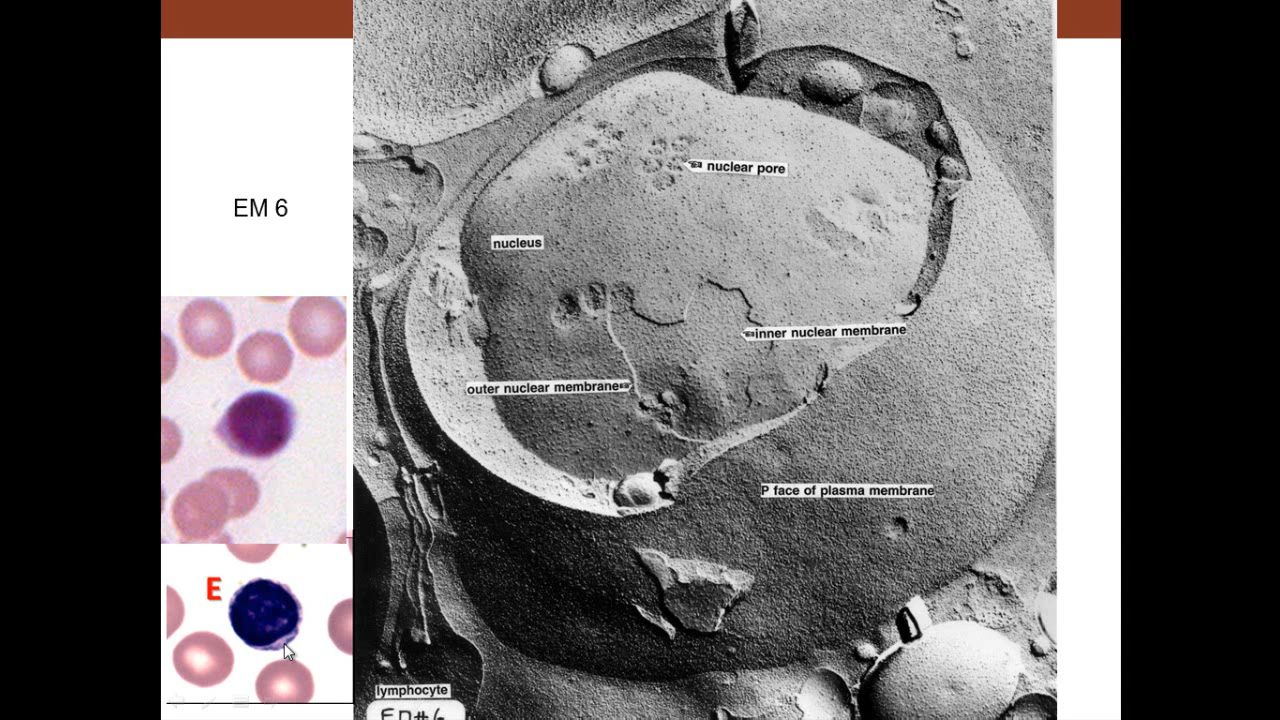 EM 6
nuclear pore
nucleus
inner nuclear membrane
outer nuclear membrane
P face of plasma membrane
E
lymphocyte